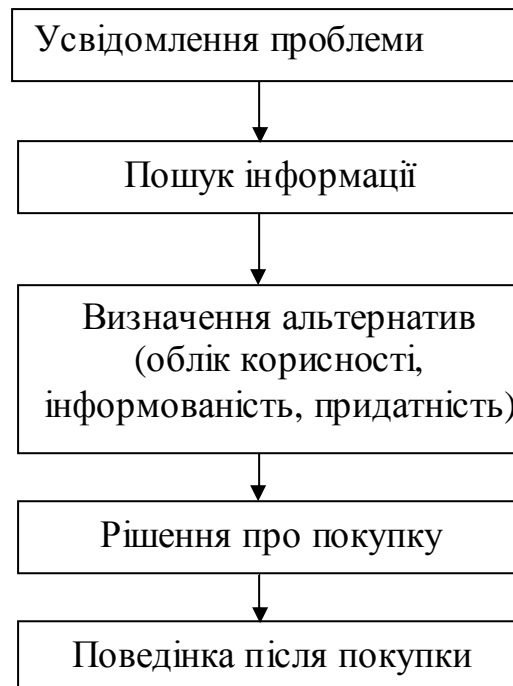 Усвідомлення проблеми
Пошук інформації
Визначення альтернатив
(облік корисності,
інформованість, придатність)
Рішення про покупку
Поведінка після покупки